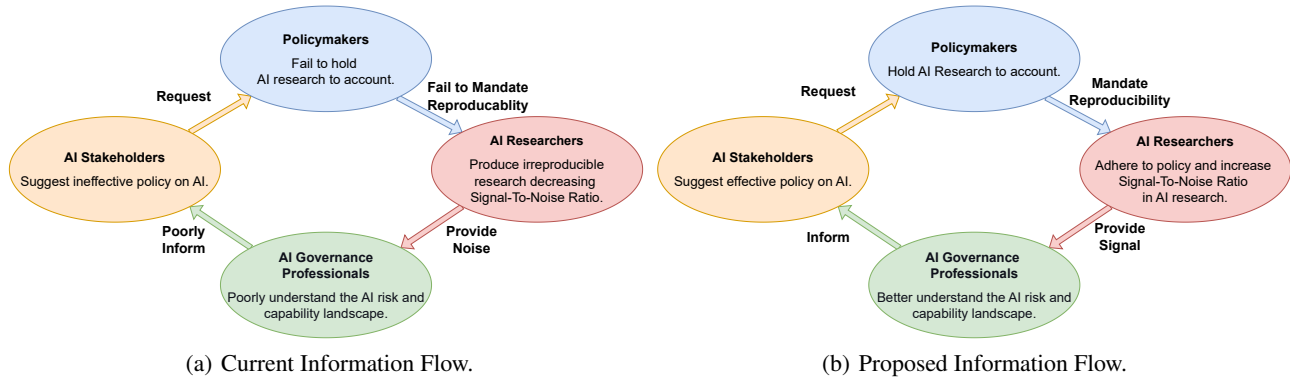 Policymakers
Fail to hold
AI research to account.
Request
Fail to Mandate
Reproducablity
AI Stakeholders
Suggest ineffective policy on AI.
AI Researchers
Produce irreproducible
research decreasing
Signal-To-Noise Ratio.
Poorly
Inform
Provide
Noise
AI Governance
Professionals
Poorly understand the AI risk and
capability landscape.
(a) Current Information Flow.
Policymakers
Hold AI Research to account.
Request
Mandate
Reproducibility
AI Stakeholders
Suggest effective policy on AI.
AI Researchers
Adhere to policy and increase
Signal-To-Noise Ratio
in AI research.
Inform
Provide
Signal
AI Governance
Professionals
Better understand the AI risk and
capability landscape.
(b) Proposed Information Flow.